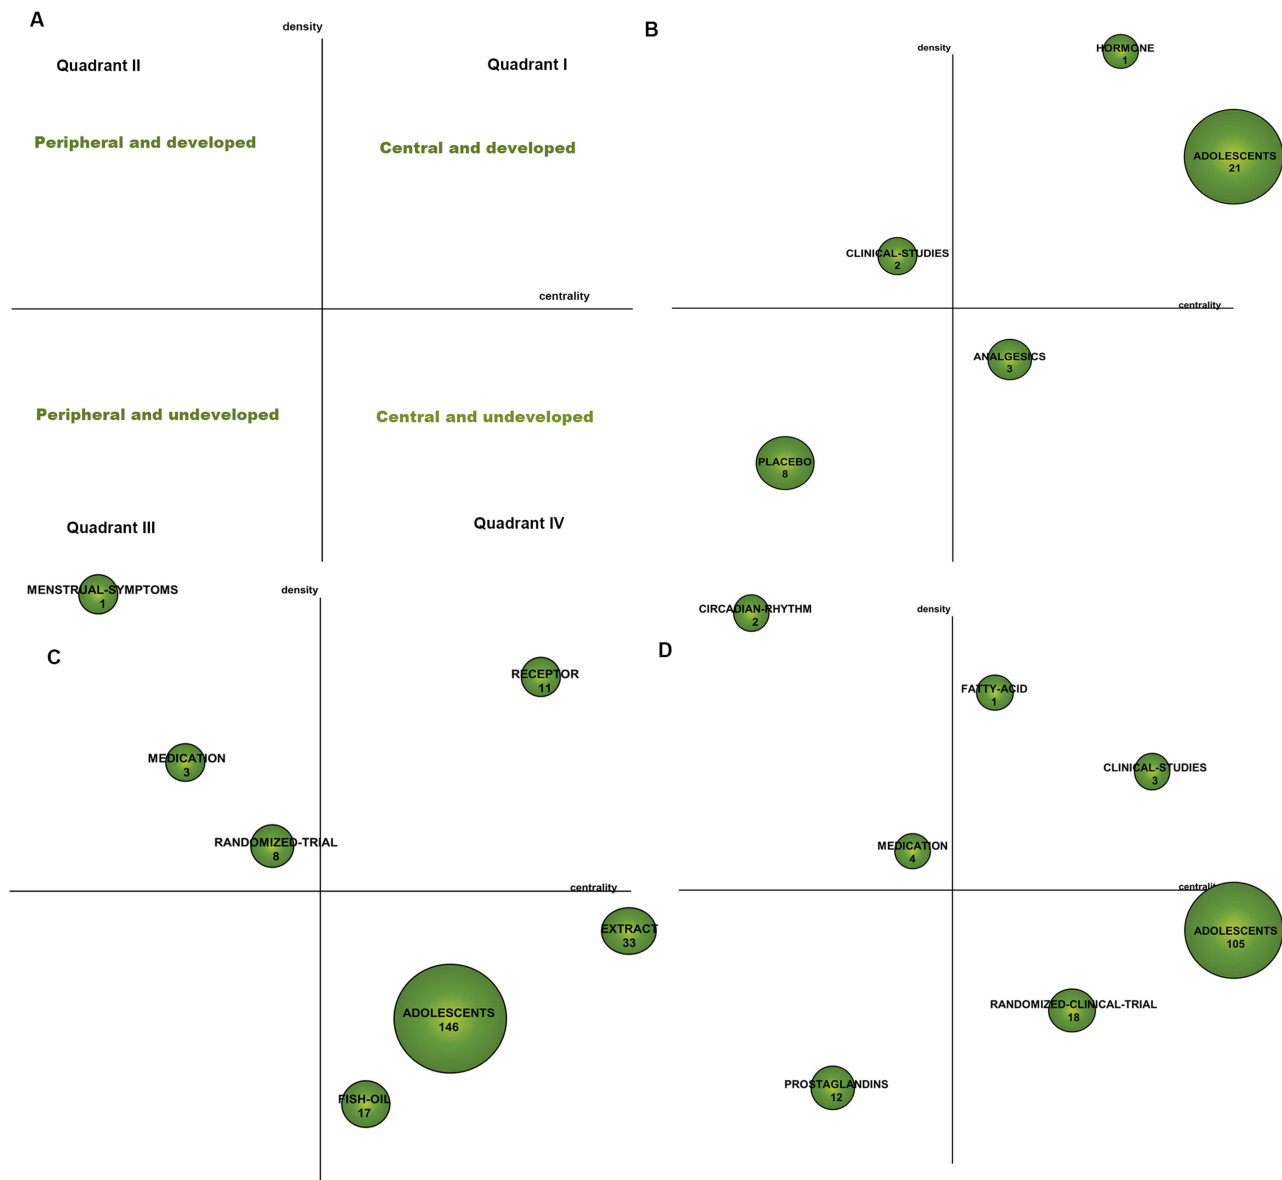 A
density
Quadrant II
Quadrant I
Peripheral and developed
Central and developed
centrality
Peripheral and undeveloped
Central and undeveloped
Quadrant III
Quadrant IV
B
density
HORMONE
1
ADOLESCENTS
21
CLINICAL-STUDIES
2
centrality
ANALGESICS
3
PLACEBO
8
C
density
MENSTRUAL-SYMPTOMS
1
RECEPTOR
11
MEDICATION
3
RANDOMIZED-TRIAL
8
centrality
EXTRACT
33
ADOLESCENTS
146
FISH-OIL
17
D
density
CIRCADIAN-RHYTHM
2
FATTY-ACID
1
CLINICAL-STUDIES
3
MEDICATION
4
centrality
ADOLESCENTS
105
RANDOMIZED-CLINICAL-TRIAL
18
PROSTAGLANDINS
12